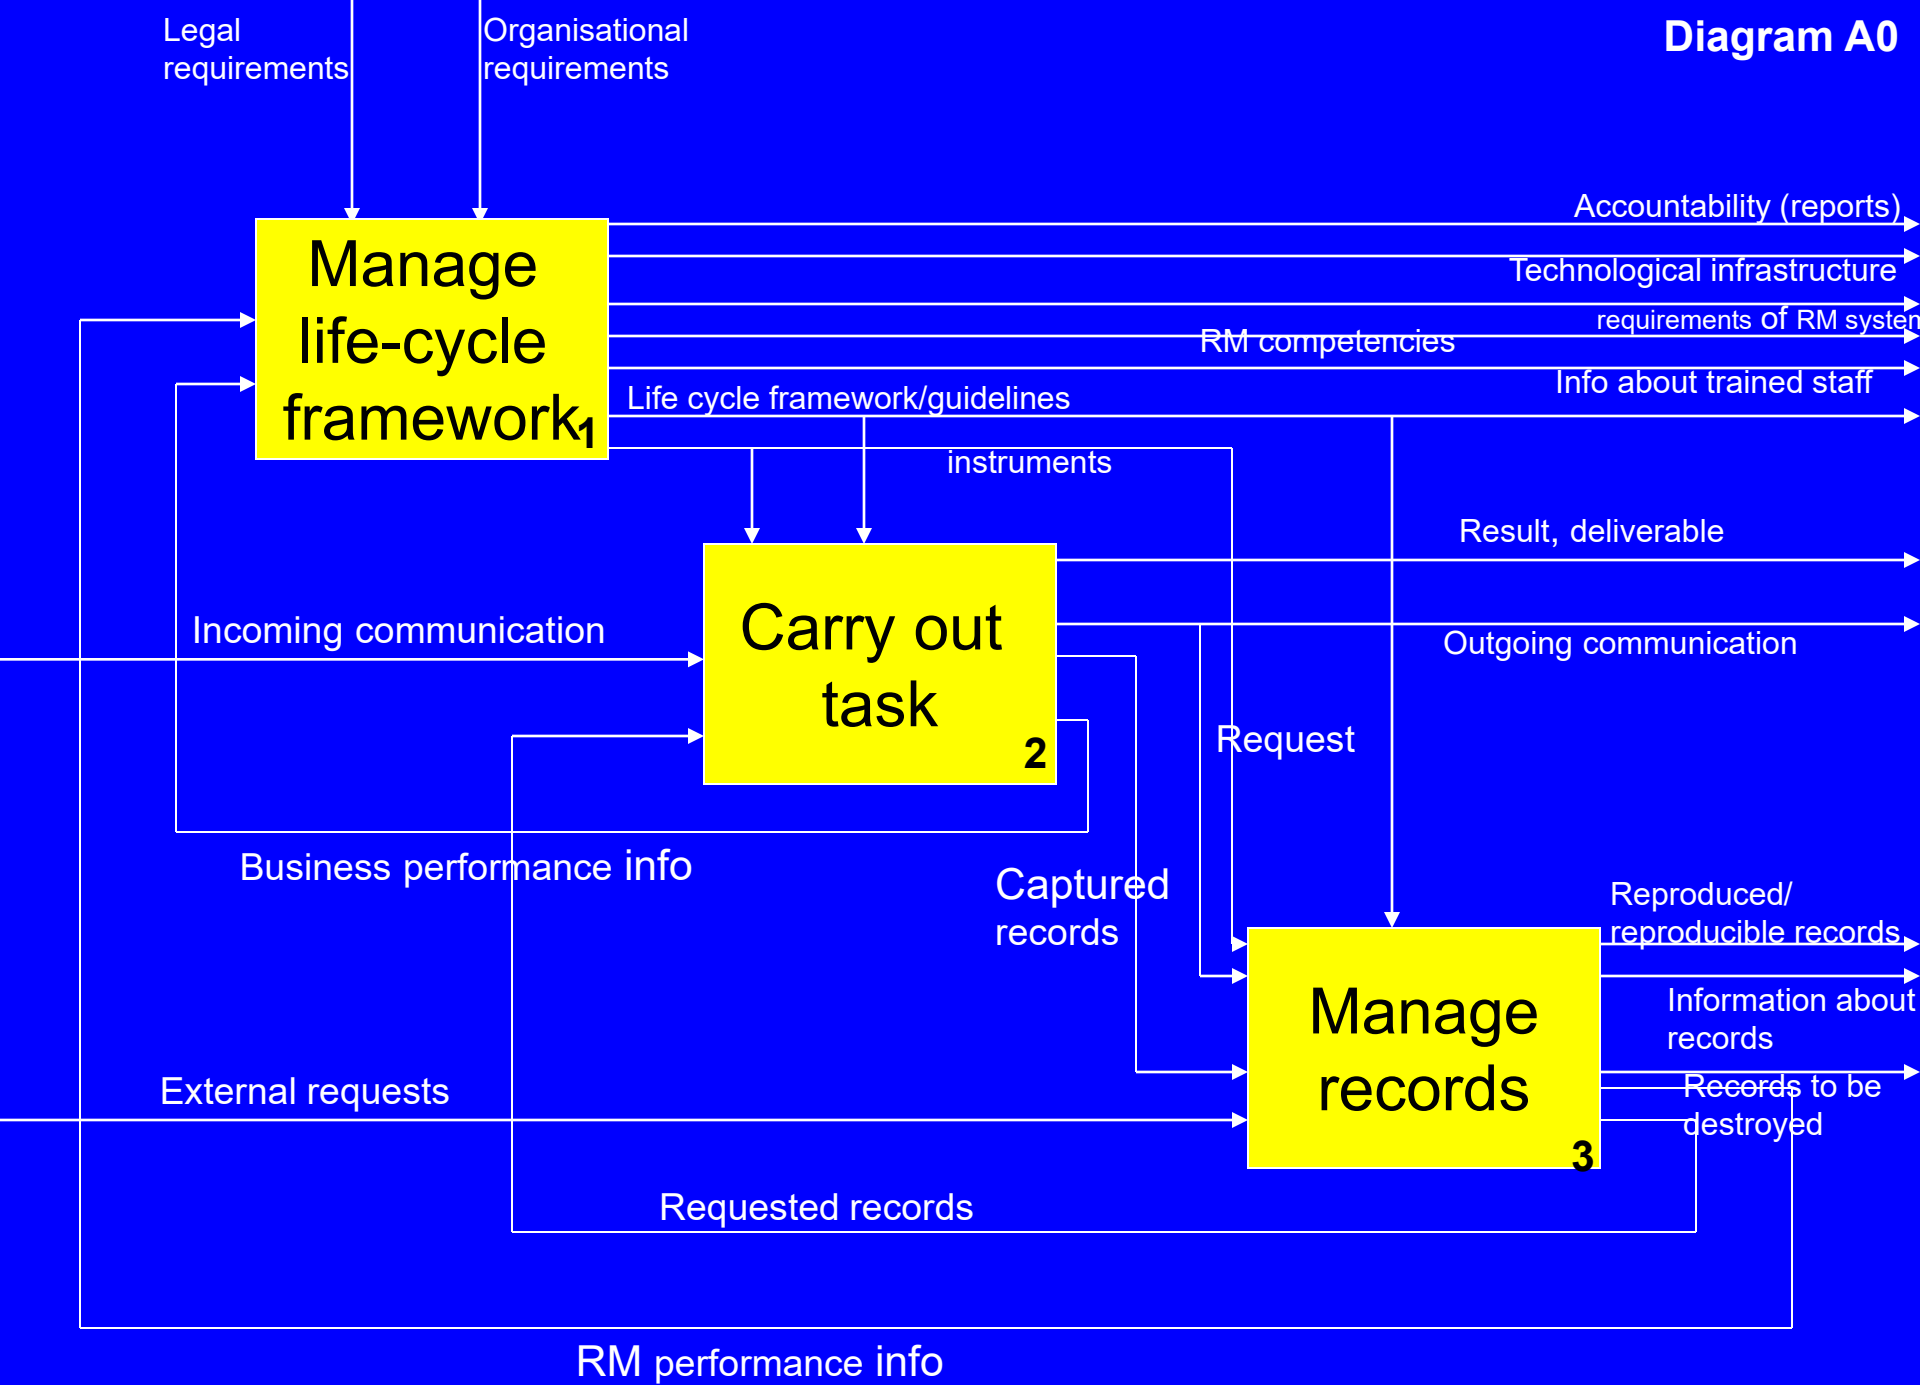 Legal
requirements
Organisational
requirements
Diagram A0
Accountability (reports)
Technological infrastructure
requirements of RM system
RM competencies
Info about trained staff
Life cycle framework/guidelines
instruments
Manage
life-cycle
framework
1
Result, deliverable
Outgoing communication
Incoming communication
Carry out
task
2
Request
Business performance info
Captured
records
Reproduced/
reproducible records
Information about
records
Manage
records
3
Records to be
destroyed
External requests
Requested records
RM performance info